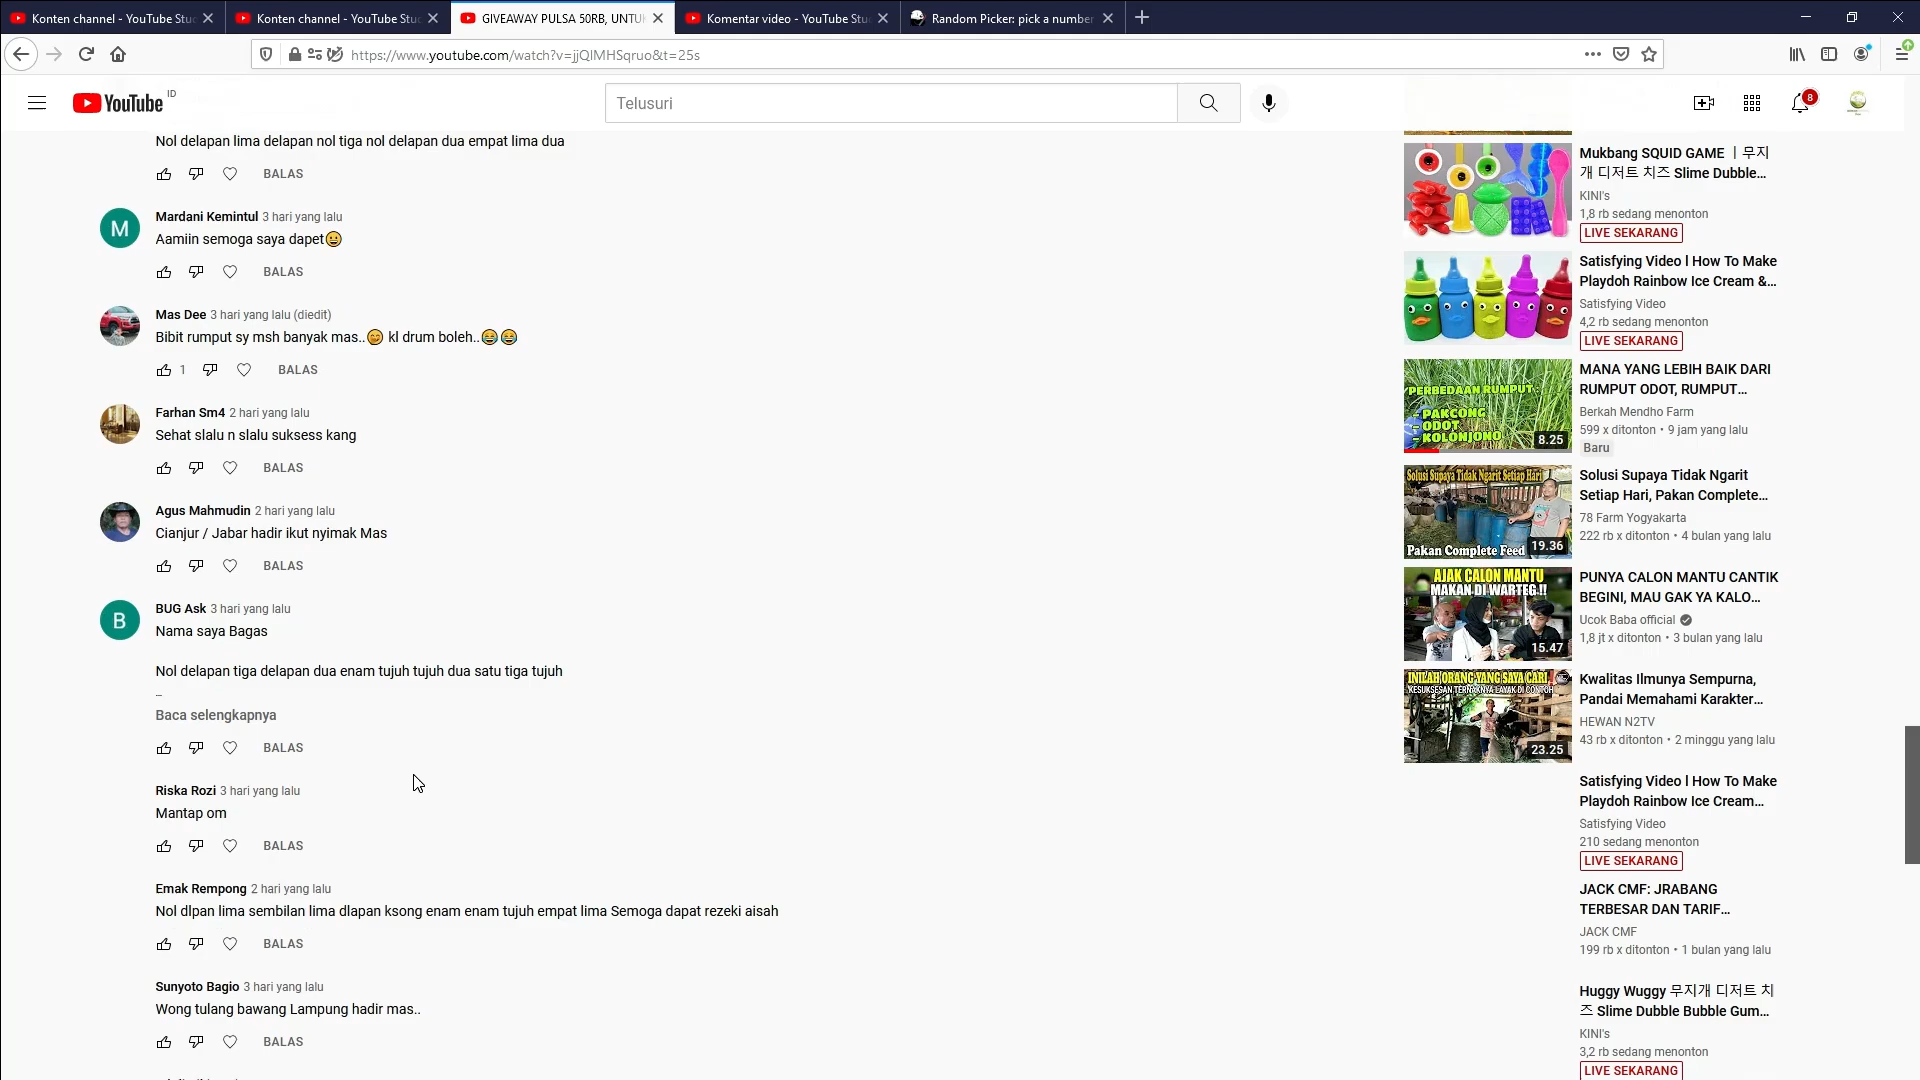 Konten channel - YouTube Stu
Konten channel - YouTube Stu
GIVEAWAY PULSA 50RB, UNTUK
Komentar video - YouTube Stu
Random Picker: pick a number
https://www.youtube.com/watch?v=jjQlMHSqruo&t=25s
YouTube ID
Telusuri
8
Nol delapan lima delapan nol tiga nol delapan dua empat lima dua
BALAS
Mardani Kemintul 3 hari yang lalu
Aamiin semoga saya dapet😀
BALAS
Mas Dee 3 hari yang lalu (diedit)
Bibit rumput sy msh banyak mas..😁 kl drum boleh..😂😂
1 BALAS
Farhan Sm4 2 hari yang lalu
Sehat slalu n slalu suksess kang
BALAS
Agus Mahmudin 2 hari yang lalu
Cianjur / Jabar hadir ikut nyimak Mas
BALAS
B
BUG Ask 3 hari yang lalu
Nama saya Bagas
Nol delapan tiga delapan dua enam tujuh tujuh dua satu tiga tujuh
Baca selengkapnya
BALAS
Riska Rozi 3 hari yang lalu
Mantap om
BALAS
Emak Rempong 2 hari yang lalu
Nol dlpan lima sembilan lima dlapan ksong enam enam tujuh empat lima Semoga dapat rezeki aisah
BALAS
Sunyoto Bagio 3 hari yang lalu
Wong tulang bawang Lampung hadir mas..
BALAS
M
Mukbang SQUID GAME ㅣ무지
개 디저트 치즈 Slime Dubble...
KINI's
1,8 rb sedang menonton
LIVE SEKARANG
Satisfying Video l How To Make
Playdoh Rainbow Ice Cream &...
Satisfying Video
4,2 rb sedang menonton
LIVE SEKARANG
PERBEDAAN RUMPUT :
- PAKCONG
- ODOT
- KOLONJONO
8.25
MANA YANG LEBIH BAIK DARI
RUMPUT ODOT, RUMPUT...
Berkah Mendho Farm
599 x ditonton • 9 jam yang lalu
Baru
Solusi Supaya Tidak Ngarit Setiap Hari
Pakan Complete Feed
19.36
Solusi Supaya Tidak Ngarit
Setiap Hari, Pakan Complete...
78 Farm Yogyakarta
222 rb x ditonton • 4 bulan yang lalu
AJAK CALON MANTU
MAKAN DI WARTEG !!
15.47
PUNYA CALON MANTU CANTIK
BEGINI, MAU GAK YA KALO...
Ucok Baba official
1,8 jt x ditonton • 3 bulan yang lalu
INILAH ORANG YANG SAYA CARI
KESUKSESAN TERNAKNYA LAYAK DI CONTOH
23.25
Kwalitas Ilmunya Sempurna,
Pandai Memahami Karakter...
HEWAN N2TV
43 rb x ditonton • 2 minggu yang lalu
Satisfying Video l How To Make
Playdoh Rainbow Ice Cream...
Satisfying Video
210 sedang menonton
LIVE SEKARANG
JACK CMF: JRABANG
TERBESAR DAN TARIF...
JACK CMF
199 rb x ditonton • 1 bulan yang lalu
Huggy Wuggy 무지개 디저트 치
즈 Slime Dubble Bubble Gum...
KINI's
3,2 rb sedang menonton
LIVE SEKARANG